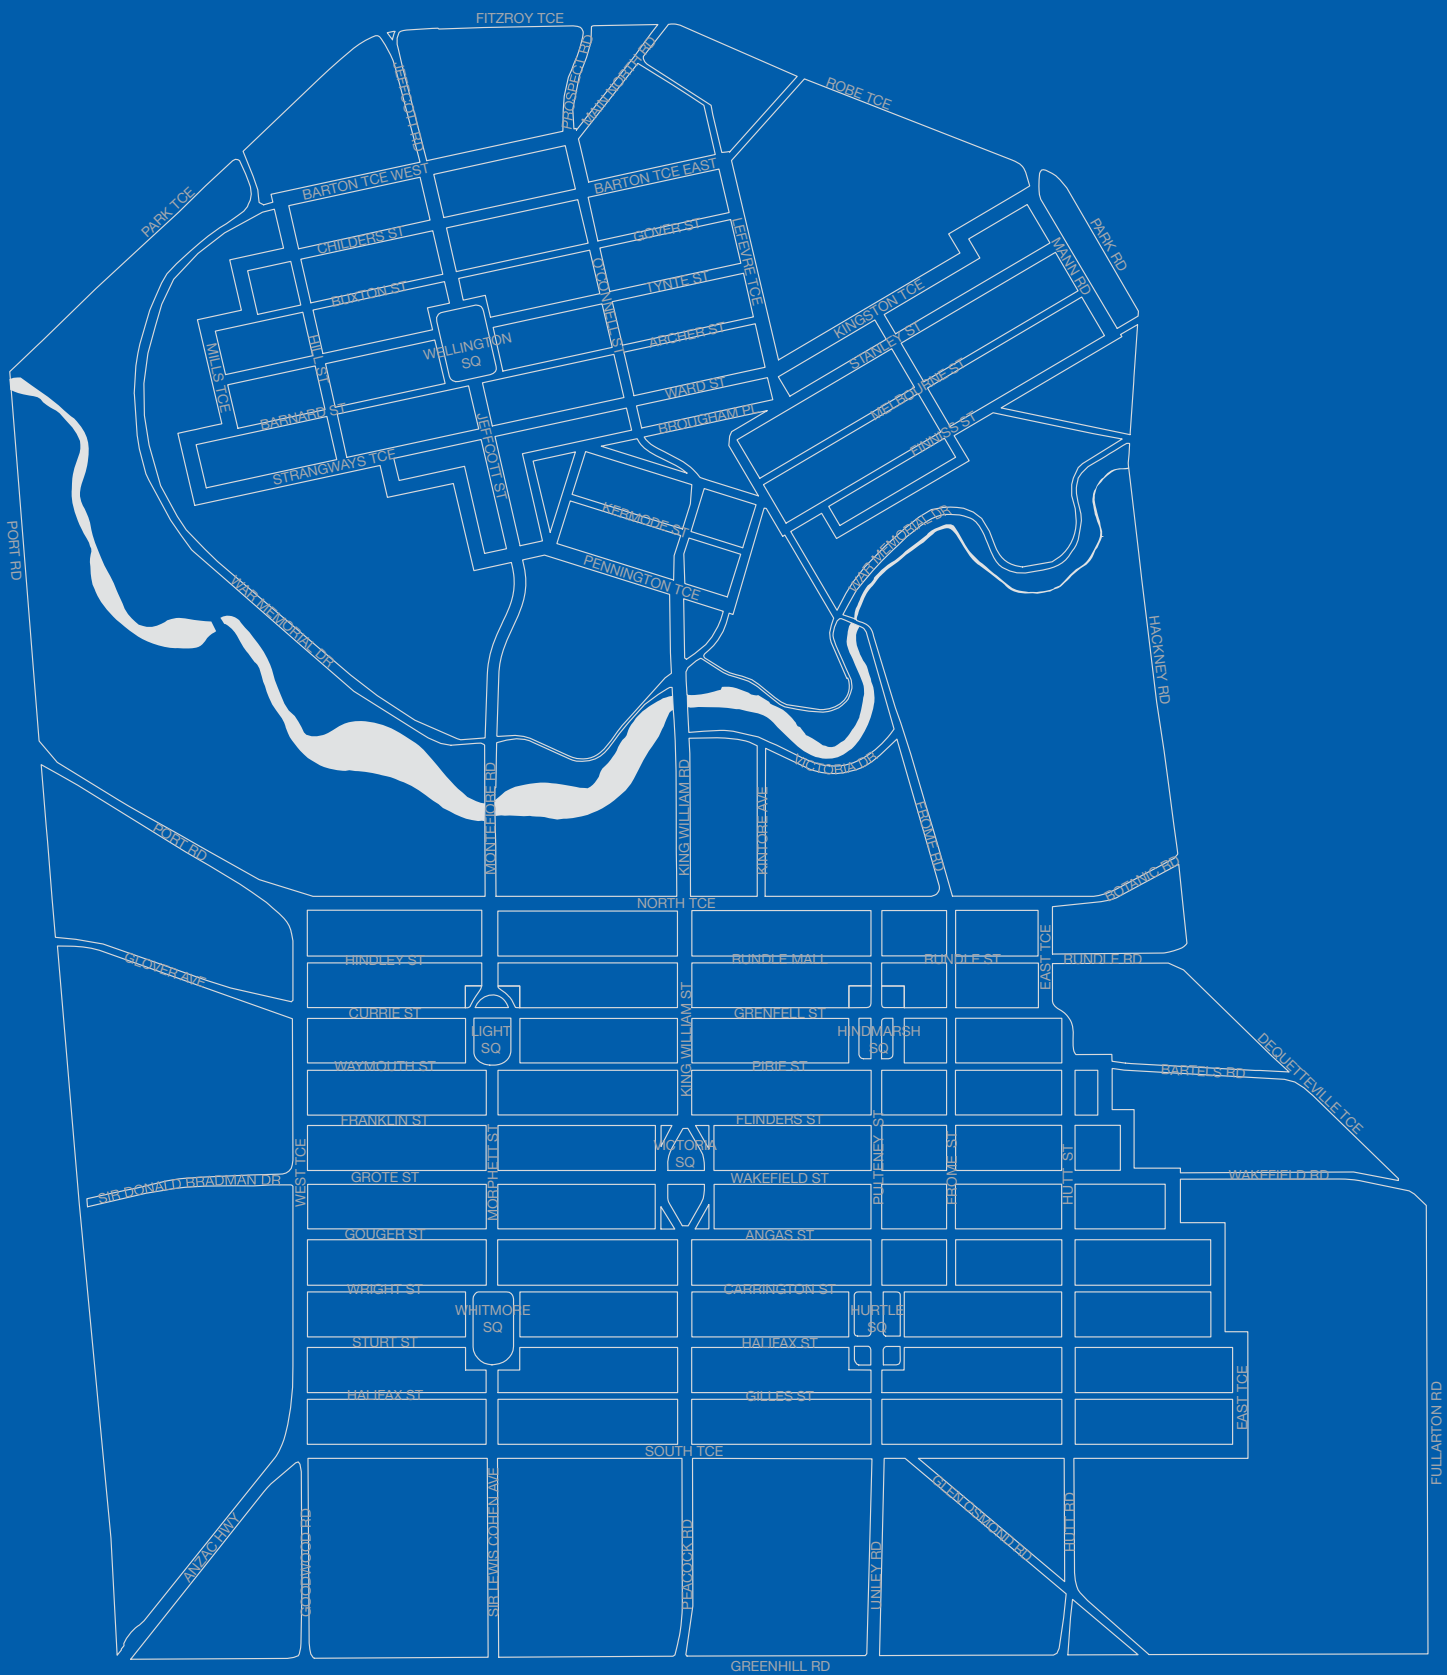 FITZROY TCE
JEFFCOTT RD
PROSPECT RD
MAIN NORTH RD
ROBE TCE
PARK TCE
BARTON TCE WEST
BARTON TCE EAST
CHILDERS ST
GOVER ST
LEFEVRE TCE
MANN RD
PARK RD
BUXTON ST
O'CONNELL ST
TYNTE ST
KINGSTON TCE
MILLS TCE
HILL ST
WELLINGTON
SQ
ARCHER ST
STANLEY ST
BARNARD ST
WARD ST
MELBOURNE ST
BROUGHAM PL
FINNISS ST
STRANGWAYS TCE
JEFFCOTT ST
KERMODE ST
PORT RD
WAR MEMORIAL DR
PENNINGTON TCE
WAR MEMORIAL DR
HACKNEY RD
MONTEFIORE RD
KING WILLIAM RD
KINTORE AVE
VICTORIA DR
FROME RD
PORT RD
BOTANIC RD
NORTH TCE
GLOVER AVE
HINDLEY ST
RUNDLE MALL
RUNDLE ST
EAST TCE
RUNDLE RD
CURRIE ST
KING WILLIAM ST
GRENFELL ST
LIGHT
SQ
HINDMARSH
SQ
DEQUETTEVILLE TCE
WAYMOUTH ST
PIRIE ST
BARTELS RD
FRANKLIN ST
FLINDERS ST
WEST TCE
MORPHETT ST
VICTORIA
SQ
PULTENEY ST
FROME ST
HUTT ST
SIR DONALD BRADMAN DR
GROTE ST
WAKEFIELD ST
WAKEFIELD RD
GOUGER ST
ANGAS ST
WRIGHT ST
CARRINGTON ST
WHITMORE
SQ
HURTLE
SQ
STURT ST
HALIFAX ST
HALIFAX ST
GILLES ST
EAST TCE
FULLARTON RD
SOUTH TCE
ANZAC HWY
GOODWOOD RD
SIR LEWIS COHEN AVE
PEACOCK RD
UNLEY RD
GLEN OSMOND RD
HUTT RD
GREENHILL RD